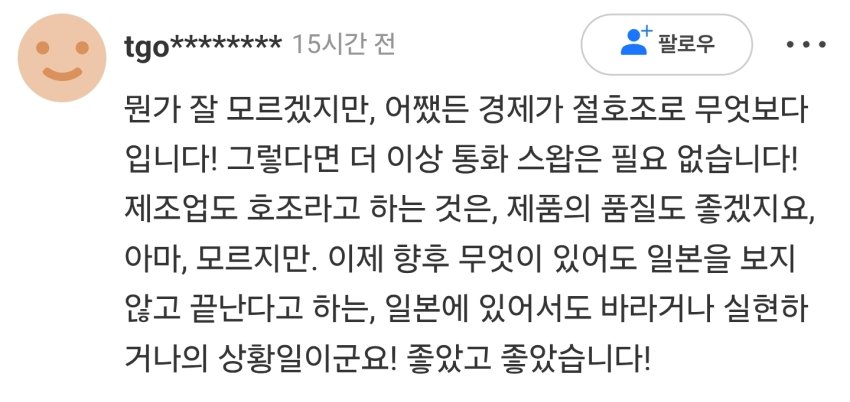 tgo******** 15시간 전 팔로우
뭔가 잘 모르겠지만, 어쨌든 경제가 절호조로 무엇보다
입니다! 그렇다면 더 이상 통화 스왑은 필요 없습니다!
제조업도 호조라고 하는 것은, 제품의 품질도 좋겠지요,
아마, 모르지만. 이제 향후 무엇이 있어도 일본을 보지
않고 끝난다고 하는, 일본에 있어서도 바라거나 실현하
거나의 상황일이군요! 좋았고 좋았습니다!